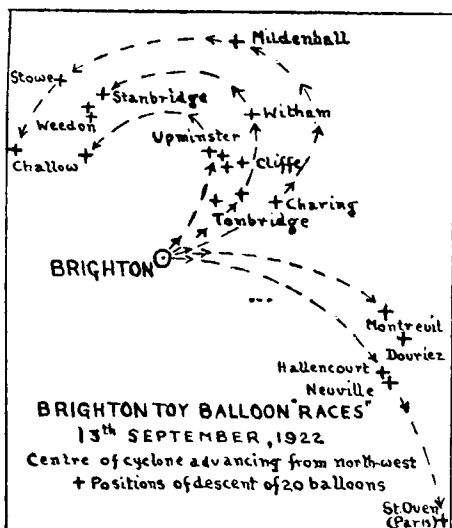 Mildenhall
Stowe
Stanbridge
Weedon
Witham
Upminster
Challow
Cliffe
Charing
Tonbridge
BRIGHTON
Montreuil
Douriez
Hallencourt
Neuville
BRIGHTON TOY BALLOON "RACES"
13th SEPTEMBER, 1922
Centre of cyclone advancing from north-west
+ Positions of descent of 20 balloons
St. Oven
(Paris)